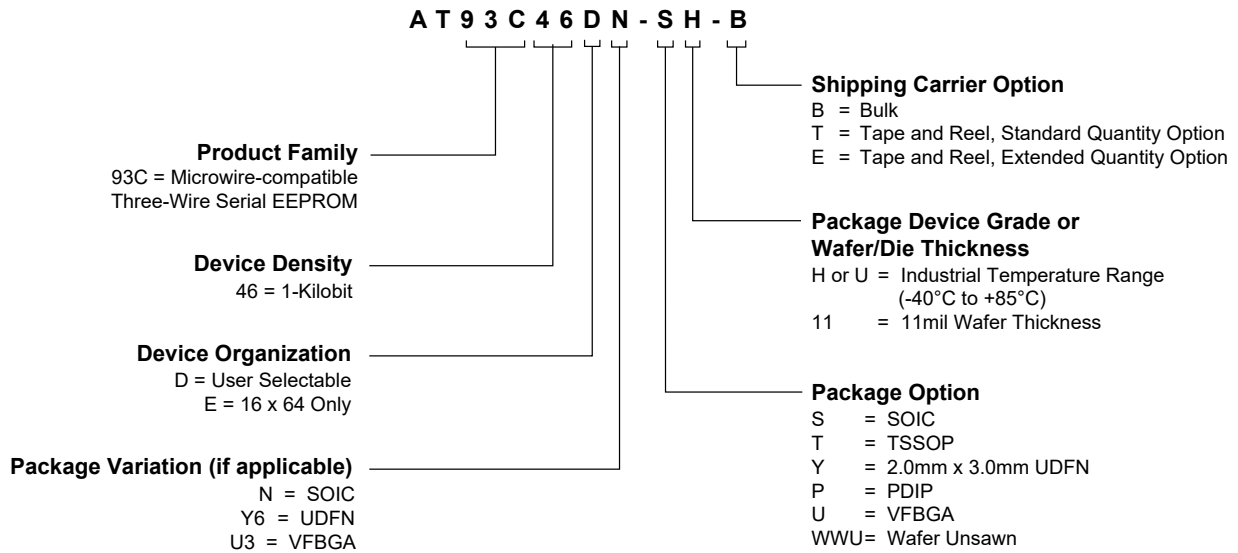 AT93C46DN-SH-B
Product Family
93C = Microwire-compatible
Three-Wire Serial EEPROM
Device Density
46 = 1-Kilobit
Device Organization
D = User Selectable
E = 16 x 64 Only
Package Variation (if applicable)
N = SOIC
Y6 = UDFN
U3 = VFBGA
Shipping Carrier Option
B = Bulk
T = Tape and Reel, Standard Quantity Option
E = Tape and Reel, Extended Quantity Option
Package Device Grade or
Wafer/Die Thickness
H or U = Industrial Temperature Range
(-40°C to +85°C)
11 = 11mil Wafer Thickness
Package Option
S = SOIC
T = TSSOP
Y = 2.0mm x 3.0mm UDFN
P = PDIP
U = VFBGA
WWU= Wafer Unsawn